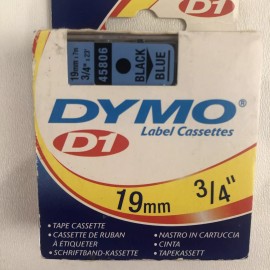 19mm x 7m
3/4" x 23'
45806
BLACK
BLUE
DYMO®
D1 Label Cassettes
19mm 3/4"
• TAPE CASSETTE
• CASSETTE DE RUBAN
À ÉTIQUETER
• SCHRIFTBAND-KASSETTE
• NASTRO IN CARTUCCIA
• CINTA
• TAPEKASSETT